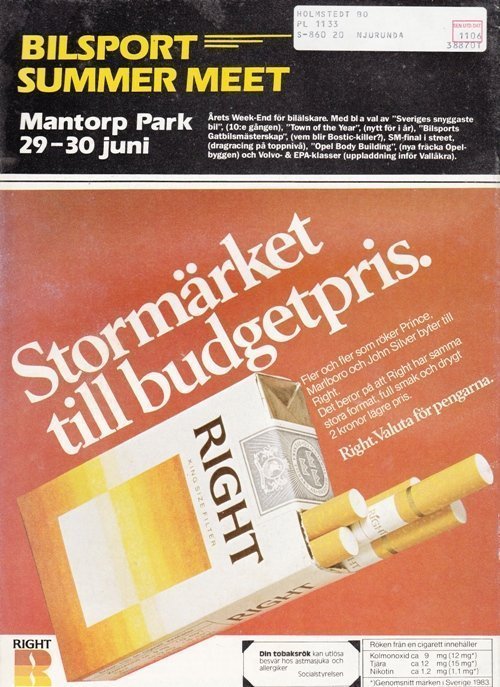 HOLMSTEDT BO
PL 1133
S-860 20 NJURUNDA
1106
388701
BILSPORT
SUMMER MEET
Mantorp Park
29–30 juni
Årets Week-End för bilälskare. Med bl a val av "Sveriges snyggaste
bil", (10:e gången), "Town of the Year", (nytt för i år), "Bilsports
Gatbilsmästerskap", (vem blir Bostic-killer?), SM-final i street,
(dragracing på toppnivå), "Opel Body Building", (nya fräcka Opel-
byggen) och Volvo- & EPA-klasser (uppladdning inför Vallåkra).
Stormärket
till budgetpris.
Fler och fler som röker Prince,
Marlboro och John Silver byter till
Right.
Det beror på att Right har samma
stora format, full smak och drygt
2 kronor lägre pris.
Right. Valuta för pengarna.
RIGHT
KING SIZE FILTER
RIGHT
RIGHT
RIGHT
RIGHT
Din tobaksrök kan utlösa
besvär hos astmasjuka och
allergiker
Socialstyrelsen
Röken från en cigarett innehåller
Kolmonoxid ca 9 mg (12 mg*)
Tjära ca 12 mg (15 mg*)
Nikotin ca 1,2 mg (1,1 mg*)
*)Genomsnitt märken i Sverige 1983